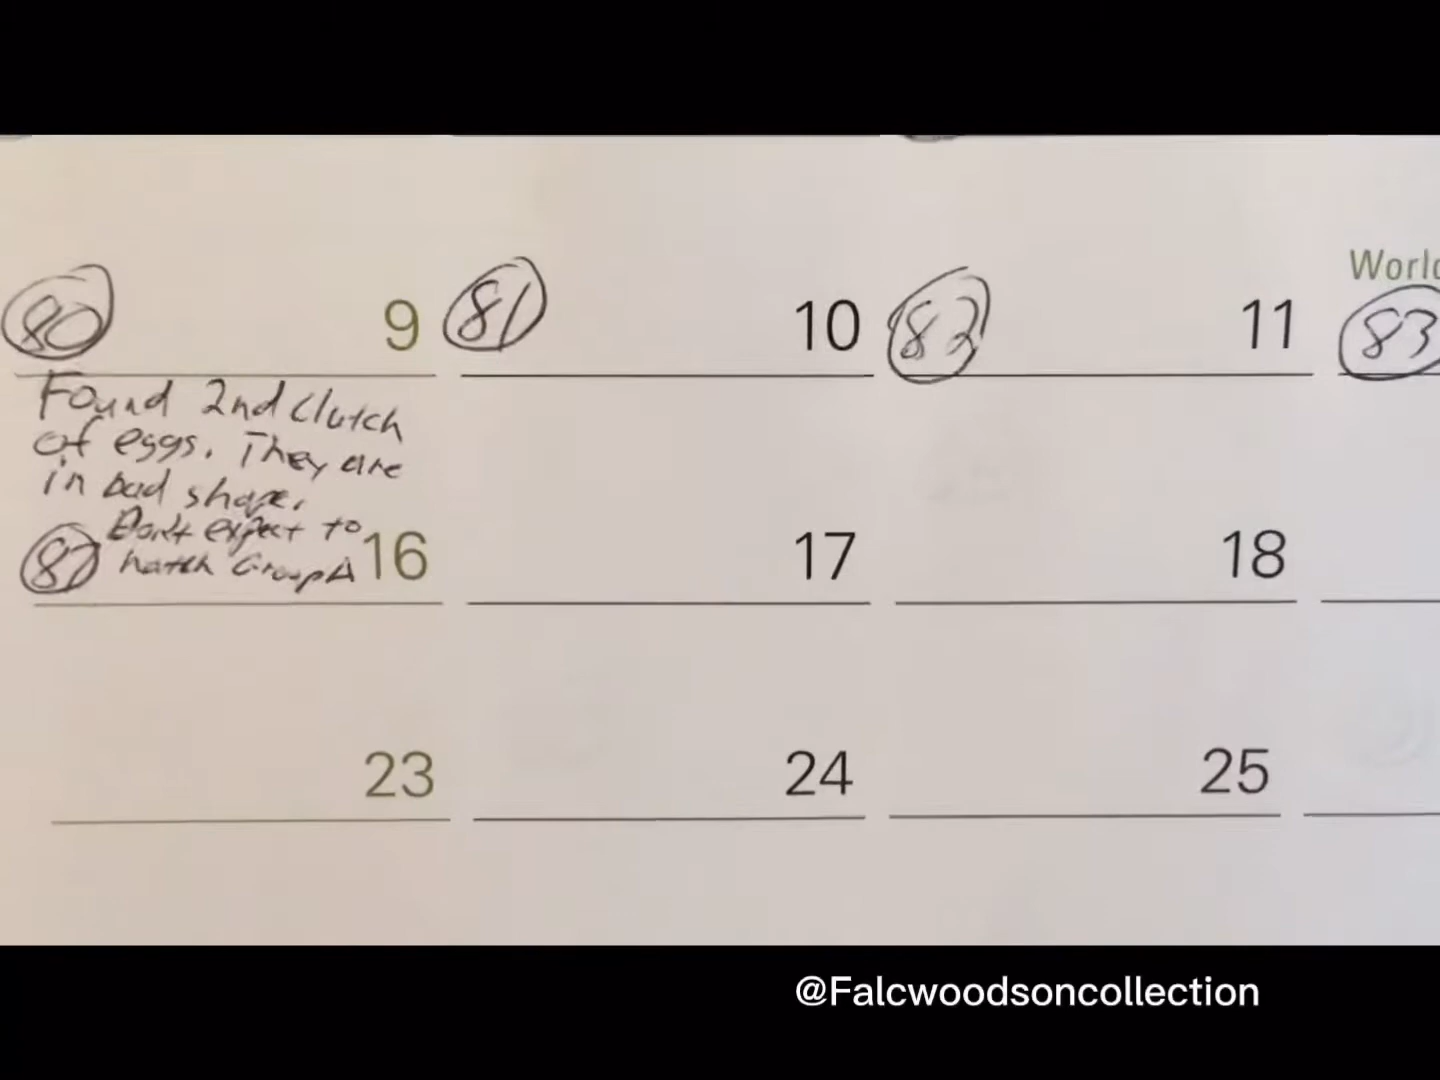 World
80 9 81 10 82 11 83
Found 2nd Clutch
of eggs. They are
in bad shape.
Don't expect to
hatch Group A
87 16 17 18
23 24 25
@Falcwoodsoncollection